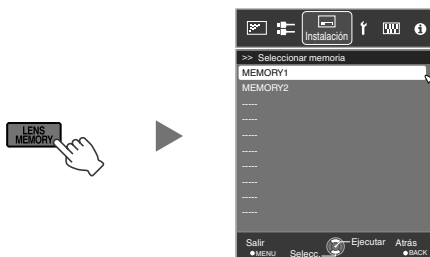 LENS
MEMORY
Instalación
>> Seleccionar memoria
MEMORY1
MEMORY2
-----
-----
-----
-----
-----
-----
-----
-----
Salir
Ejecutar
Atrás
●MENU
Selecc.
●BACK